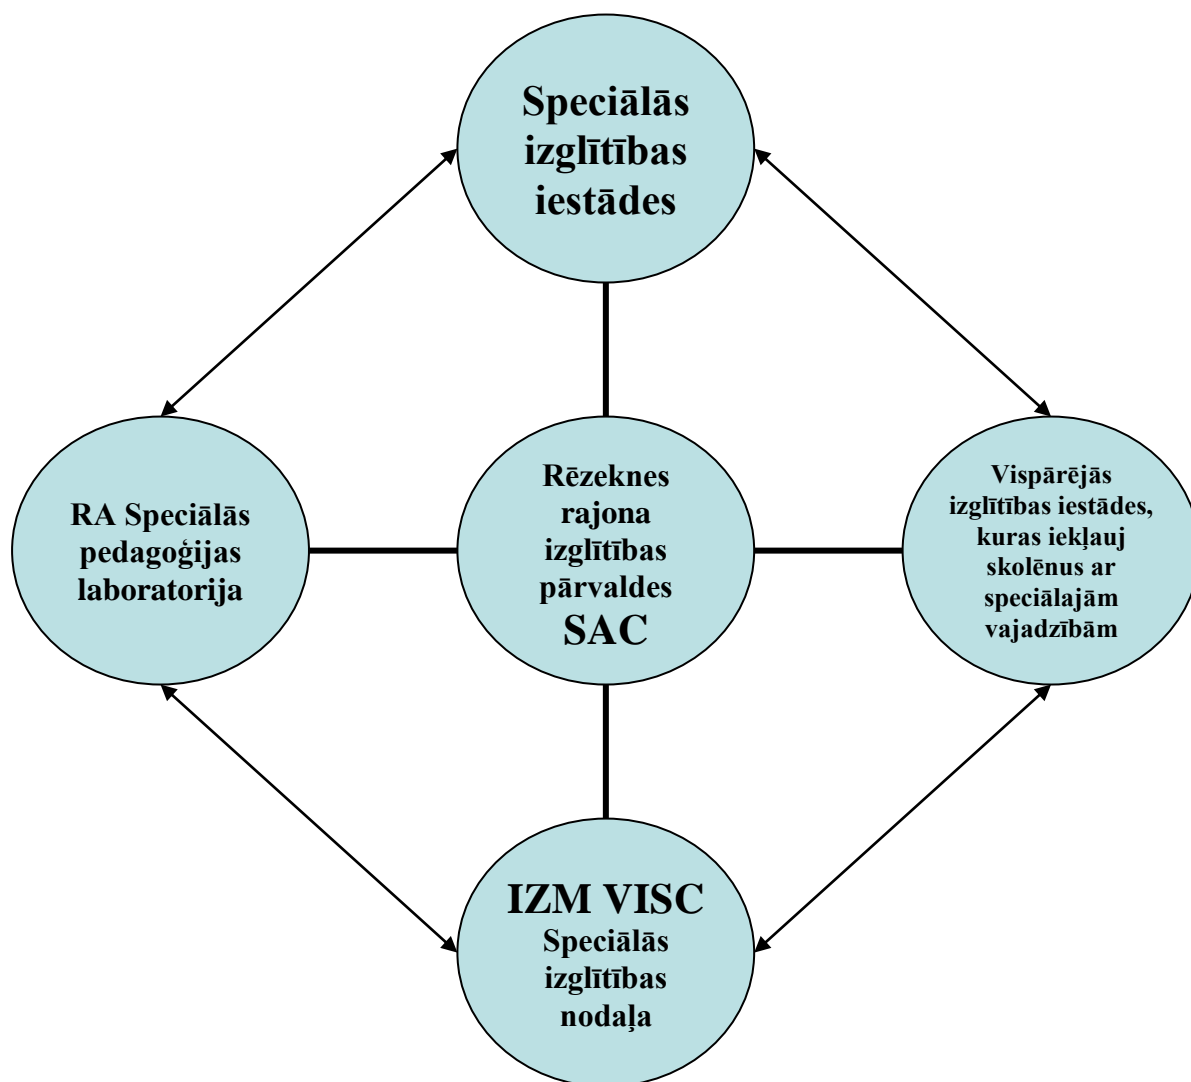 Speciālās
izglītības
iestādes
RA Speciālās
pedagoģijas
laboratorija
Rēzeknes
rajona
izglītības
pārvaldes
SAC
Vispārējās
izglītības iestādes,
kuras iekļauj
skolēnus ar
speciālajām
vajadzībām
IZM VISC
Speciālās
izglītības
nodaļa